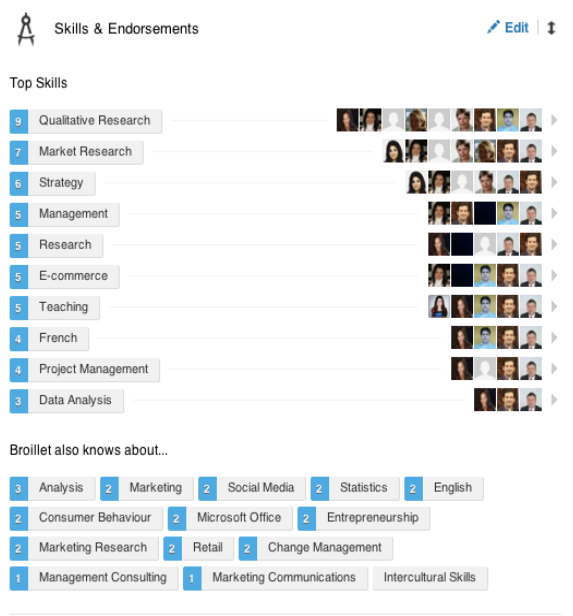 Skills & Endorsements
Edit
Top Skills
9 Qualitative Research
7 Market Research
6 Strategy
5 Management
5 Research
5 E-commerce
5 Teaching
4 French
4 Project Management
3 Data Analysis
Broillet also knows about...
3 Analysis 2 Marketing 2 Social Media 2 Statistics 2 English
2 Consumer Behaviour 2 Microsoft Office 2 Entrepreneurship
2 Marketing Research 2 Retail 2 Change Management
1 Management Consulting 1 Marketing Communications Intercultural Skills